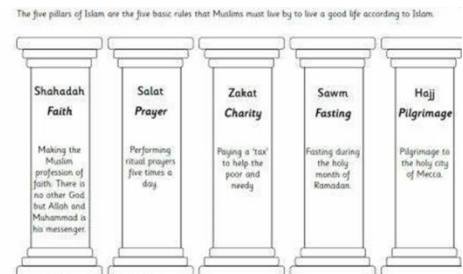 The five pillars of Islam are the five basic rules that Muslims must live by to live a good life according to Islam.
Shahadah
Faith
Making the
Muslim
profession of
faith: There is
no other God
but Allah and
Muhammad is
his messenger.
Salat
Prayer
Performing
ritual prayers
five times a
day.
Zakat
Charity
Paying a 'tax'
to help the
poor and
needy
Sawm
Fasting
Fasting during
the holy
month of
Ramadan.
Hajj
Pilgrimage
Pilgrimage to
the holy city
of Mecca.